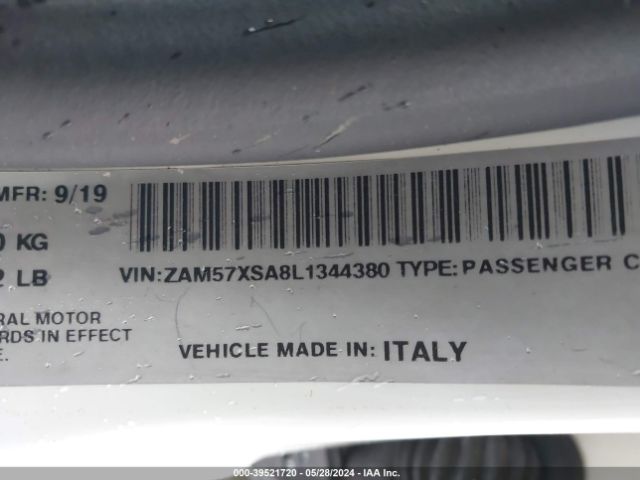 MFR: 9/19
KG
LB
VIN:ZAM57XSA8L1344380 TYPE:PASSENGER C
RAL MOTOR
RDS IN EFFECT
E.
VEHICLE MADE IN: ITALY
000-39521720 | 05/28/2024 - IAA Inc.